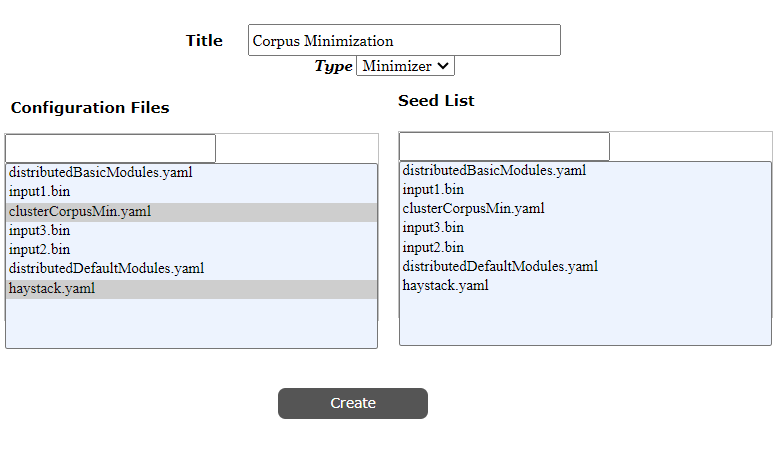 Title Corpus Minimization
Type Minimizer
Configuration Files
distributedBasicModules.yaml
input1.bin
clusterCorpusMin.yaml
input3.bin
input2.bin
distributedDefaultModules.yaml
haystack.yaml
Seed List
distributedBasicModules.yaml
input1.bin
clusterCorpusMin.yaml
input3.bin
input2.bin
distributedDefaultModules.yaml
haystack.yaml
Create